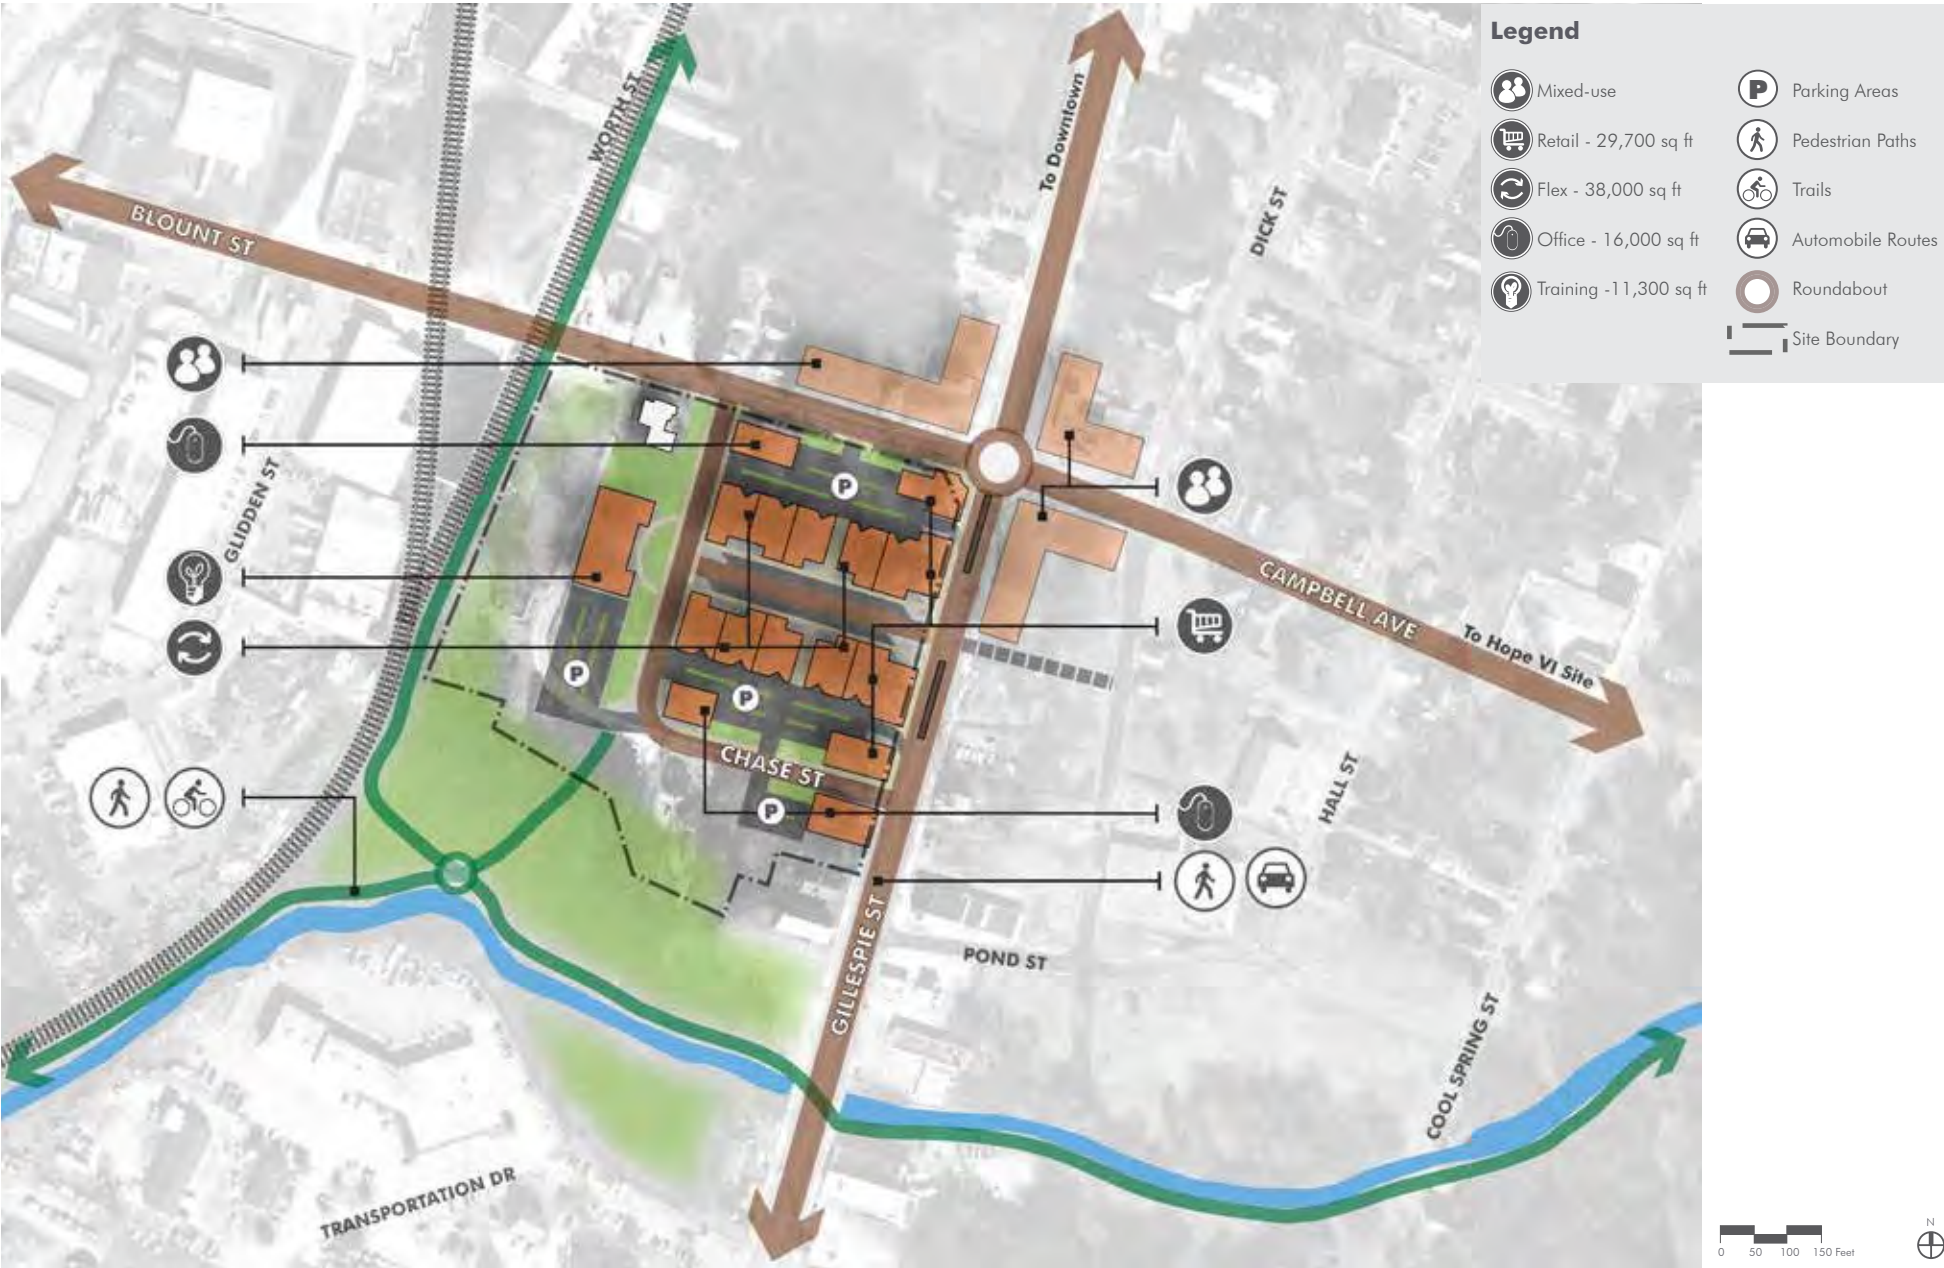 Legend
Mixed-use
Retail - 29,700 sq ft
Flex - 38,000 sq ft
Office - 16,000 sq ft
Training -11,300 sq ft
P
Parking Areas
Pedestrian Paths
Trails
Automobile Routes
Roundabout
Site Boundary
WORTH ST
To Downtown
DICK ST
BLOUNT ST
GLIDDEN ST
P
CAMPBELL AVE
To Hope VI Site
P
P
CHASE ST
P
HALL ST
GILLESPIE ST
POND ST
COOL SPRING ST
TRANSPORTATION DR
N
0 50 100 150 Feet